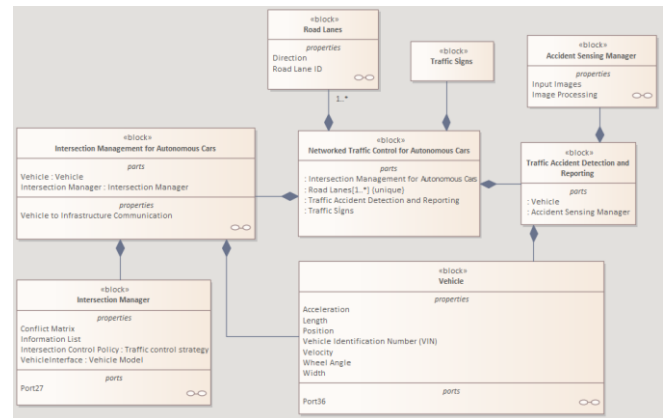 «block»
Road Lanes
properties
Direction
Road Lane ID
1..*
«block»
Traffic Signs
«block»
Accident Sensing Manager
properties
Input Images
Image Processing
«block»
Intersection Management for Autonomous Cars
parts
Vehicle : Vehicle
Intersection Manager : Intersection Manager
properties
Vehicle to Infrastructure Communication
«block»
Networked Traffic Control for Autonomous Cars
parts
: Intersection Management for Autonomous Cars
: Road Lanes[1..*] {unique}
: Traffic Accident Detection and Reporting
: Traffic Signs
«block»
Traffic Accident Detection and
Reporting
parts
: Vehicle
: Accident Sensing Manager
«block»
Intersection Manager
properties
Conflict Matrix
Information List
Intersection Control Policy : Traffic control strategy
VehicleInterface : Vehicle Model
parts
Port27
«block»
Vehicle
properties
Acceleration
Length
Position
Vehicle Identification Number (VIN)
Velocity
Wheel Angle
Width
parts
Port36